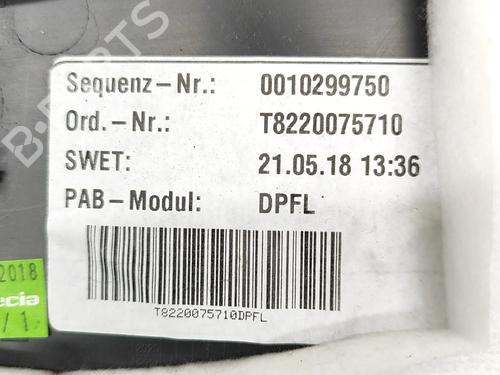 B-PARTS
Sequenz-Nr.: 0010299750
Ord.-Nr.: T8220075710
SWET: 21.05.18 13:36
PAB-Modul: DPFL
T8220075710DPFL
2018
ecia
/ 1